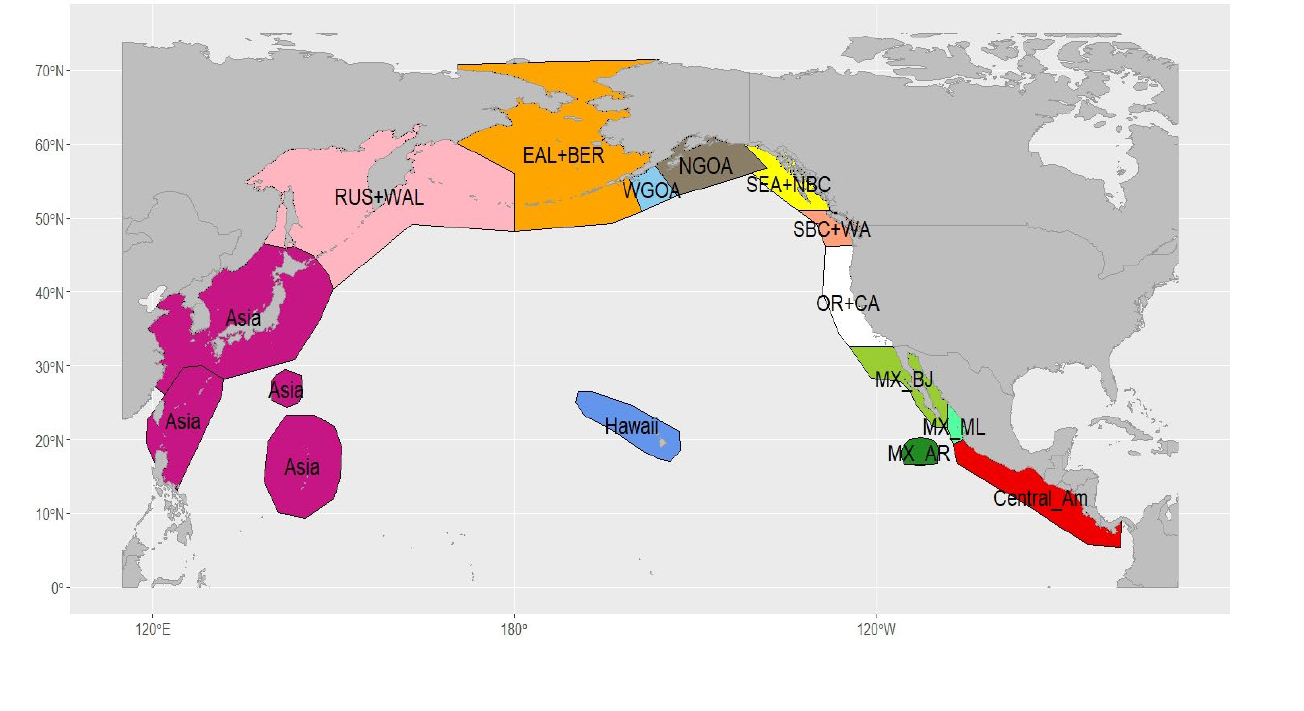 70°N
60°N
50°N
40°N
30°N
20°N
10°N
0°
EAL+BER
NGOA
WGOA
SEA+NBC
RUS+WAL
SBC+WA
OR+CA
Asia
MX_BJ
Asia
Asia
Hawaii
MX_ML
MX_AR
Asia
Central_Am
120°E
180°
120°W